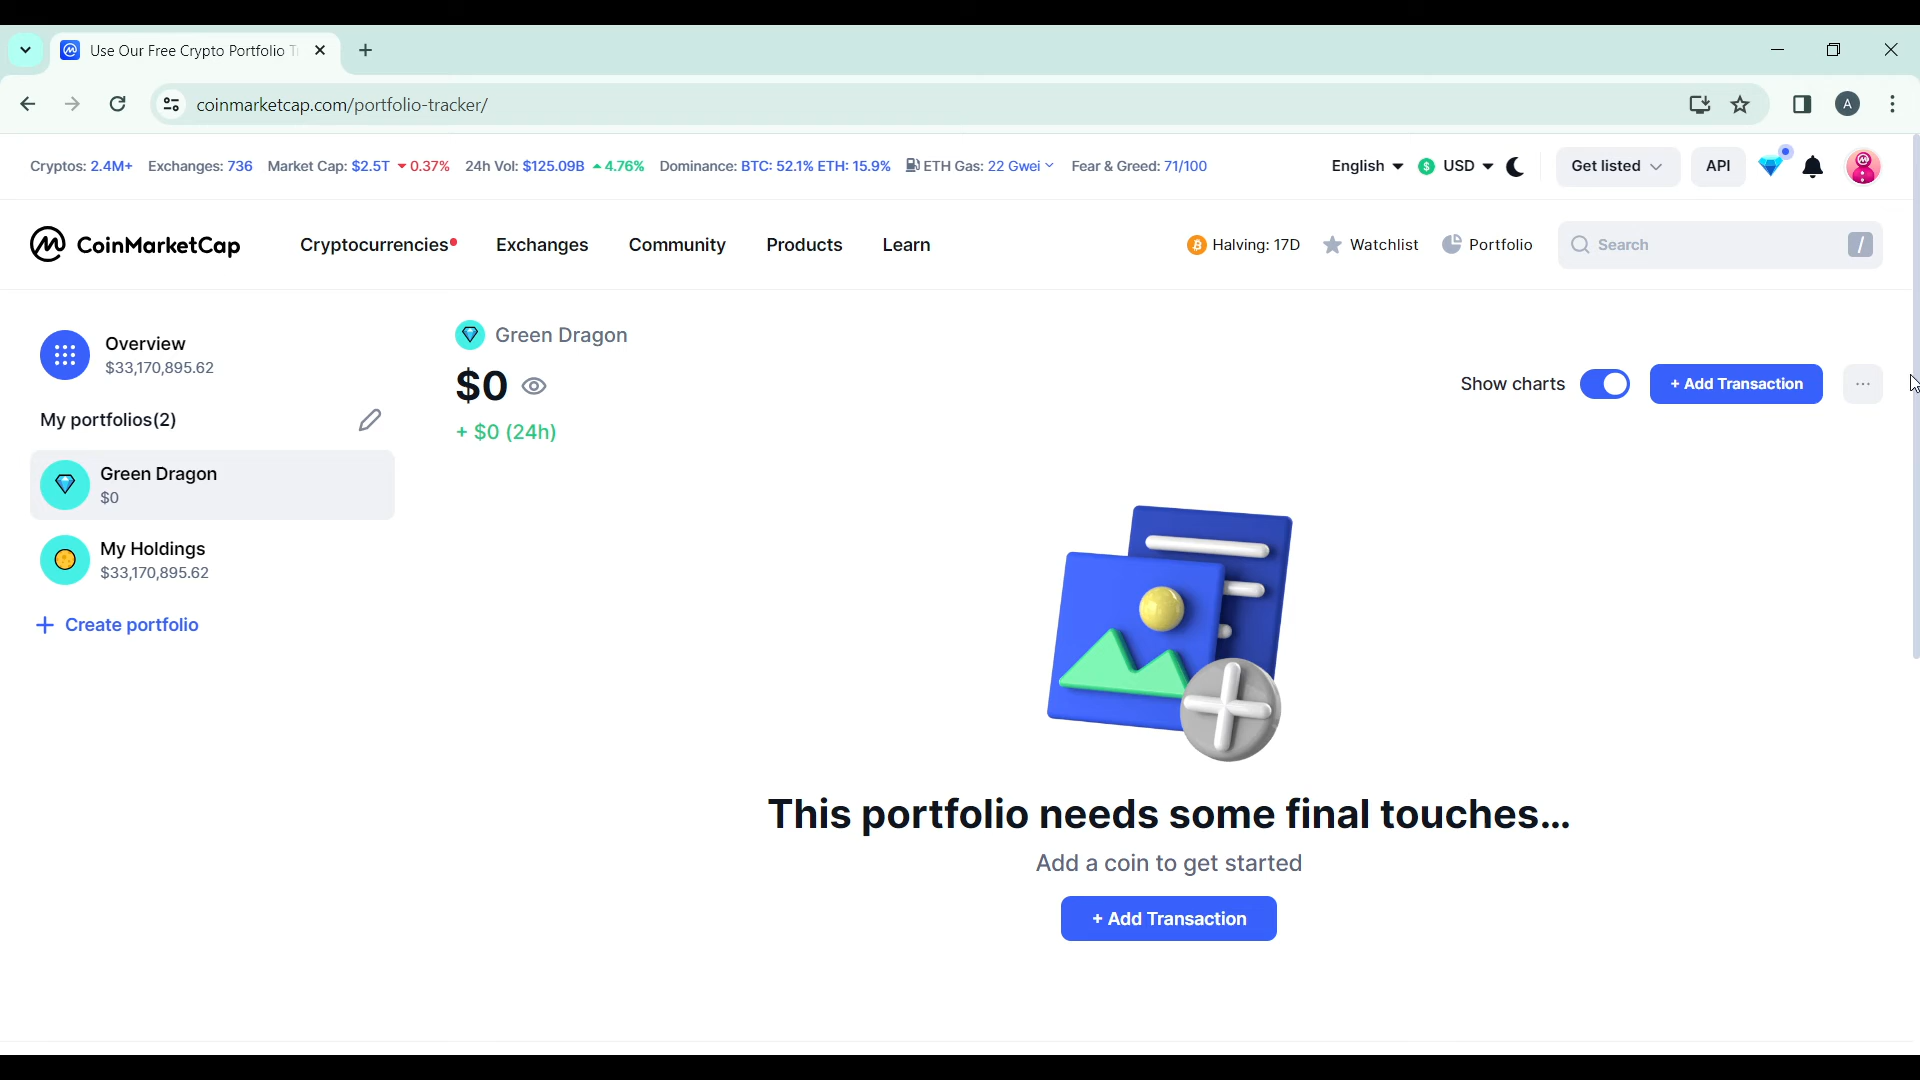 Use Our Free Crypto Portfolio T
coinmarketcap.com/portfolio-tracker/
A
Cryptos: 2.4M+ Exchanges: 736 Market Cap: $2.5T 0.37% 24h Vol: $125.09B 4.76% Dominance: BTC: 52.1% ETH: 15.9% ETH Gas: 22 Gwei Fear & Greed: 71/100
English $ USD Get listed API
CoinMarketCap Cryptocurrencies Exchanges Community Products Learn Halving: 17D Watchlist Portfolio Search /
Overview
$33,170,895.62
My portfolios(2)
Green Dragon
$0
My Holdings
$33,170,895.62
+ Create portfolio
Green Dragon
$0
+ $0 (24h)
Show charts + Add Transaction ...
This portfolio needs some final touches...
Add a coin to get started
+ Add Transaction